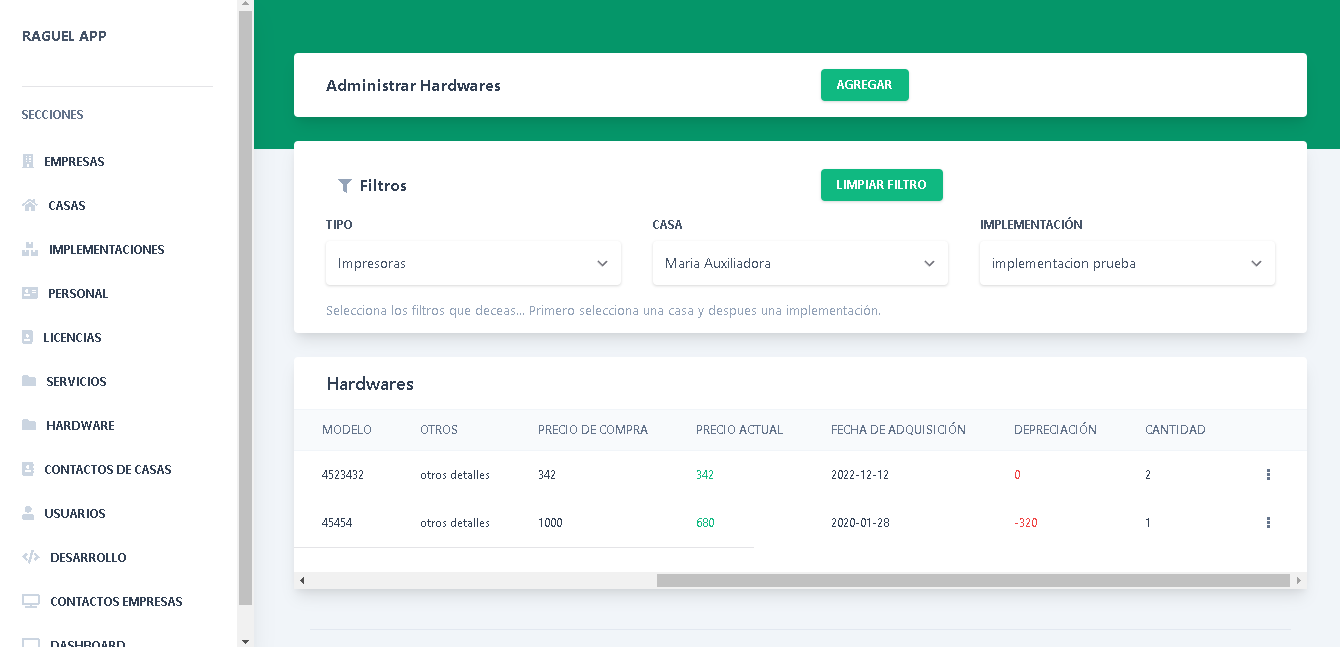 RAGUEL APP
SECCIONES
EMPRESAS
CASAS
IMPLEMENTACIONES
PERSONAL
LICENCIAS
SERVICIOS
HARDWARE
CONTACTOS DE CASAS
USUARIOS
DESARROLLO
CONTACTOS EMPRESAS
DASHBOARD
Administrar Hardwares AGREGAR
Filtros LIMPIAR FILTRO
TIPO CASA IMPLEMENTACIÓN
Impresoras Maria Auxiliadora implementacion prueba
Selecciona los filtros que deceas... Primero selecciona una casa y despues una implementación.
Hardwares
MODELO OTROS PRECIO DE COMPRA PRECIO ACTUAL FECHA DE ADQUISICIÓN DEPRECIACIÓN CANTIDAD
4523432 otros detalles 342 342 2022-12-12 0 2
45454 otros detalles 1000 680 2020-01-28 -320 1